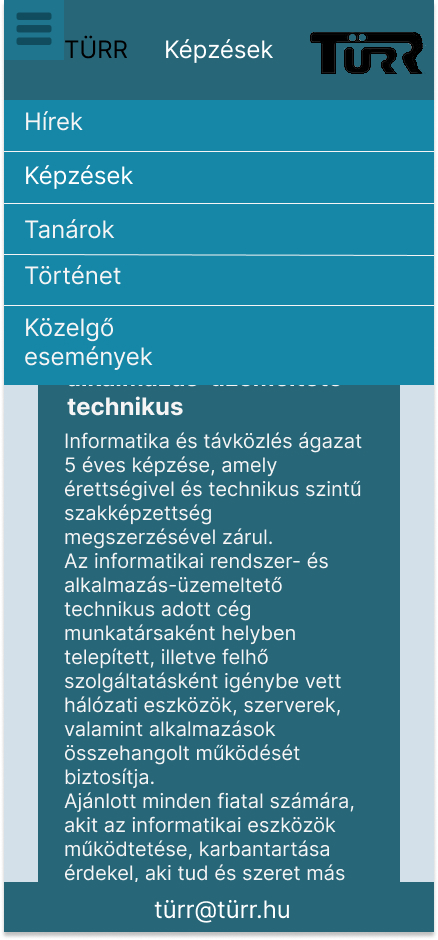 TÜRR Képzések TÜRR
Hírek
Képzések
Tanárok
Történet
Közelgő
események
technikus
Informatika és távközlés ágazat
5 éves képzése, amely
érettségivel és technikus szintű
szakképzettség
megszerzésével zárul.
Az informatikai rendszer- és
alkalmazás-üzemeltető
technikus adott cég
munkatársaként helyben
telepített, illetve felhő
szolgáltatásként igénybe vett
hálózati eszközök, szerverek,
valamint alkalmazások
összehangolt működését
biztosítja.
Ajánlott minden fiatal számára,
akit az informatikai eszközök
működtetése, karbantartása
érdekel, aki tud és szeret más
türr@türr.hu